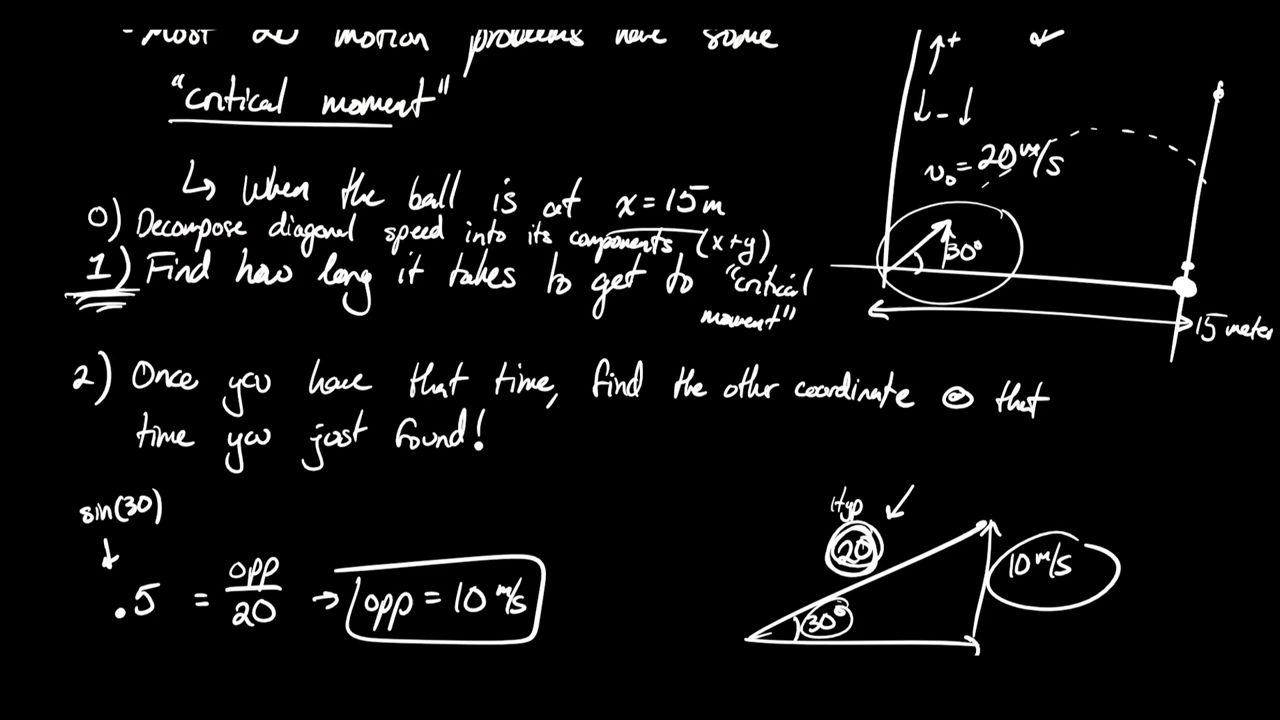 - Most 2D motion problems have some
"critical moment"
↳ When the ball is at x = 15m
0) Decompose diagonal speed into its components (x+y)
1) Find how long it takes to get to "critical
moment"
2) Once you have that time, find the other coordinate @ that
time you just found!
sin(30)
↓
.5 = opp/20 → opp = 10 m/s
↑+
↓ - ↓
v₀ = 20 m/s
30°
15 meter
Hyp
20
10 m/s
30°